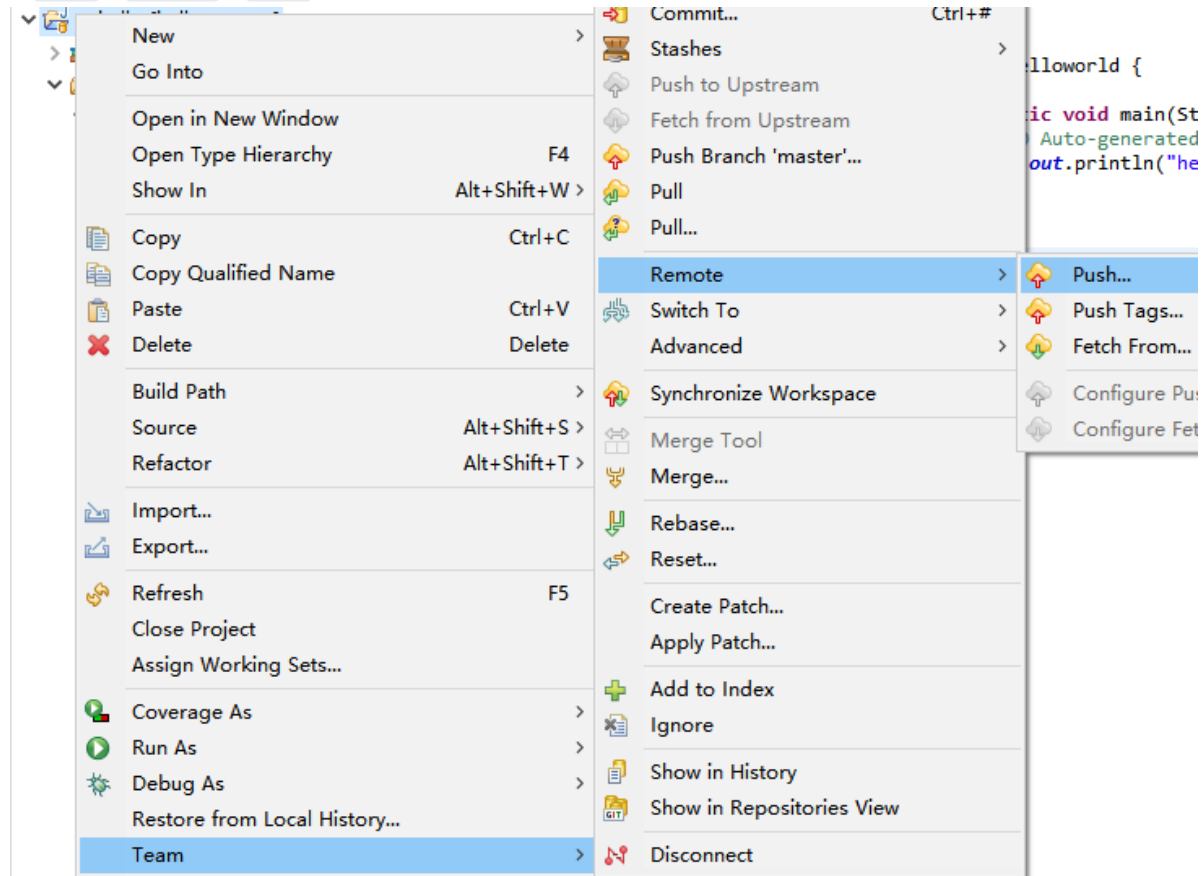 New
Go Into
Open in New Window
Open Type Hierarchy F4
Show In Alt+Shift+W >
Copy Ctrl+C
Copy Qualified Name
Paste Ctrl+V
Delete Delete
Build Path >
Source Alt+Shift+S >
Refactor Alt+Shift+T >
Import...
Export...
Refresh F5
Close Project
Assign Working Sets...
Coverage As >
Run As >
Debug As >
Restore from Local History...
Team >
Commit... Ctrl+#
Stashes >
Push to Upstream
Fetch from Upstream
Push Branch 'master'...
Pull
Pull...
Remote >
Switch To >
Advanced >
Synchronize Workspace
Merge Tool
Merge...
Rebase...
Reset...
Create Patch...
Apply Patch...
Add to Index
Ignore
Show in History
GIT Show in Repositories View
Disconnect
Push...
Push Tags...
Fetch From...
Configure Pus
Configure Fet
lloworld {
ic void main(St
Auto-generated
out.println("he